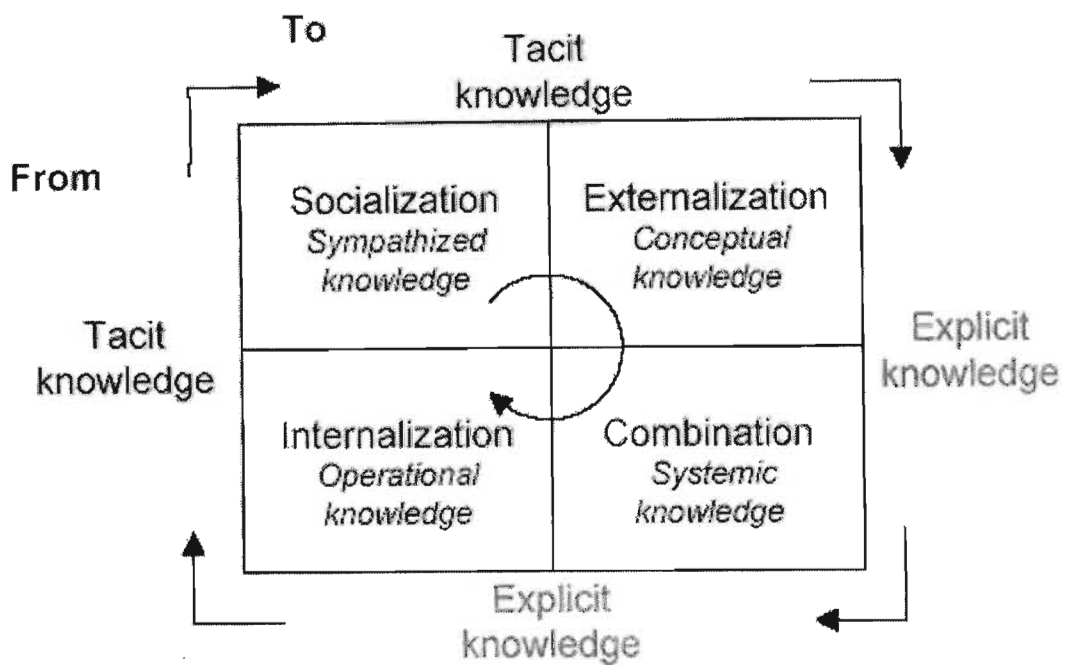 To
Tacit
knowledge
From
Socialization
Sympathized
knowledge
Externalization
Conceptual
knowledge
Tacit
knowledge
Explicit
knowledge
Internalization
Operational
knowledge
Combination
Systemic
knowledge
Explicit
knowledge